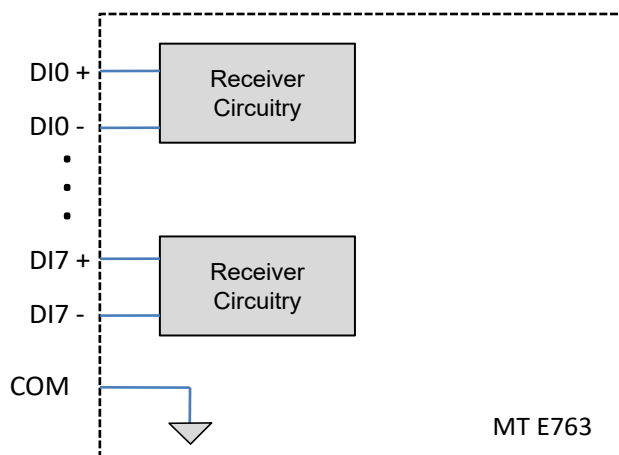 DI0 +
Receiver
Circuitry
DI0 -
DI7 +
Receiver
Circuitry
DI7 -
COM
MT E763